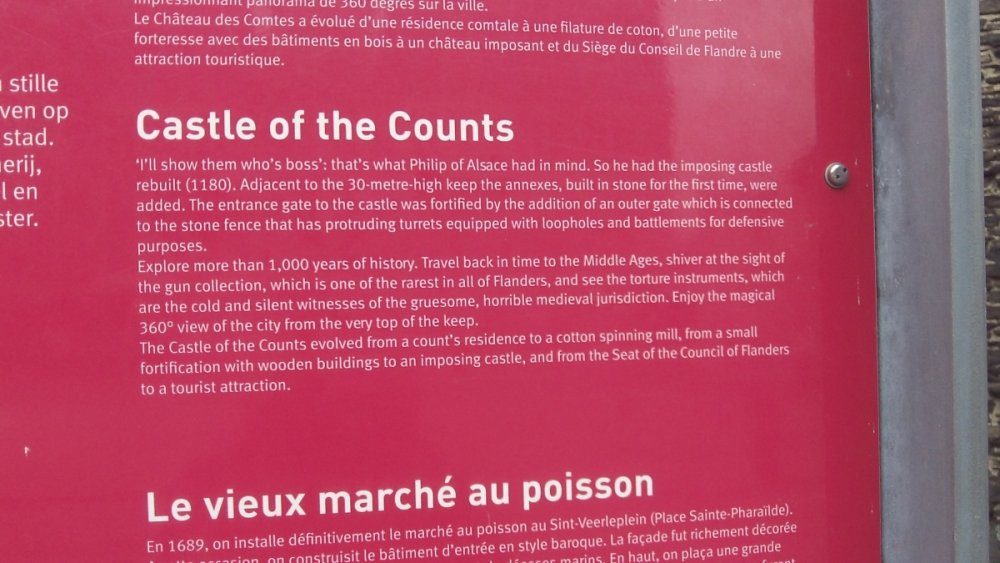 impressionnant panorama de 360 degrés sur la ville.
Le Château des Comtes a évolué d'une résidence comtale à une filature de coton, d'une petite
forteresse avec des bâtiments en bois à un château imposant et du Siège du Conseil de Flandre à une
attraction touristique.
stille
ven op
stad.
erij,
l en
ster.
Castle of the Counts
'I'll show them who's boss': that's what Philip of Alsace had in mind. So he had the imposing castle
rebuilt (1180). Adjacent to the 30-metre-high keep the annexes, built in stone for the first time, were
added. The entrance gate to the castle was fortified by the addition of an outer gate which is connected
to the stone fence that has protruding turrets equipped with loopholes and battlements for defensive
purposes.
Explore more than 1,000 years of history. Travel back in time to the Middle Ages, shiver at the sight of
the gun collection, which is one of the rarest in all of Flanders, and see the torture instruments, which
are the cold and silent witnesses of the gruesome, horrible medieval jurisdiction. Enjoy the magical
360° view of the city from the very top of the keep.
The Castle of the Counts evolved from a count's residence to a cotton spinning mill, from a small
fortification with wooden buildings to an imposing castle, and from the Seat of the Council of Flanders
to a tourist attraction.
Le vieux marché au poisson
En 1689, on installe définitivement le marché au poisson au Sint-Veerleplein (Place Sainte-Pharaïlde).
occasion, on construisit le bâtiment d'entrée en style baroque. La façade fut richement décorée
marins. En haut, on plaça une grande